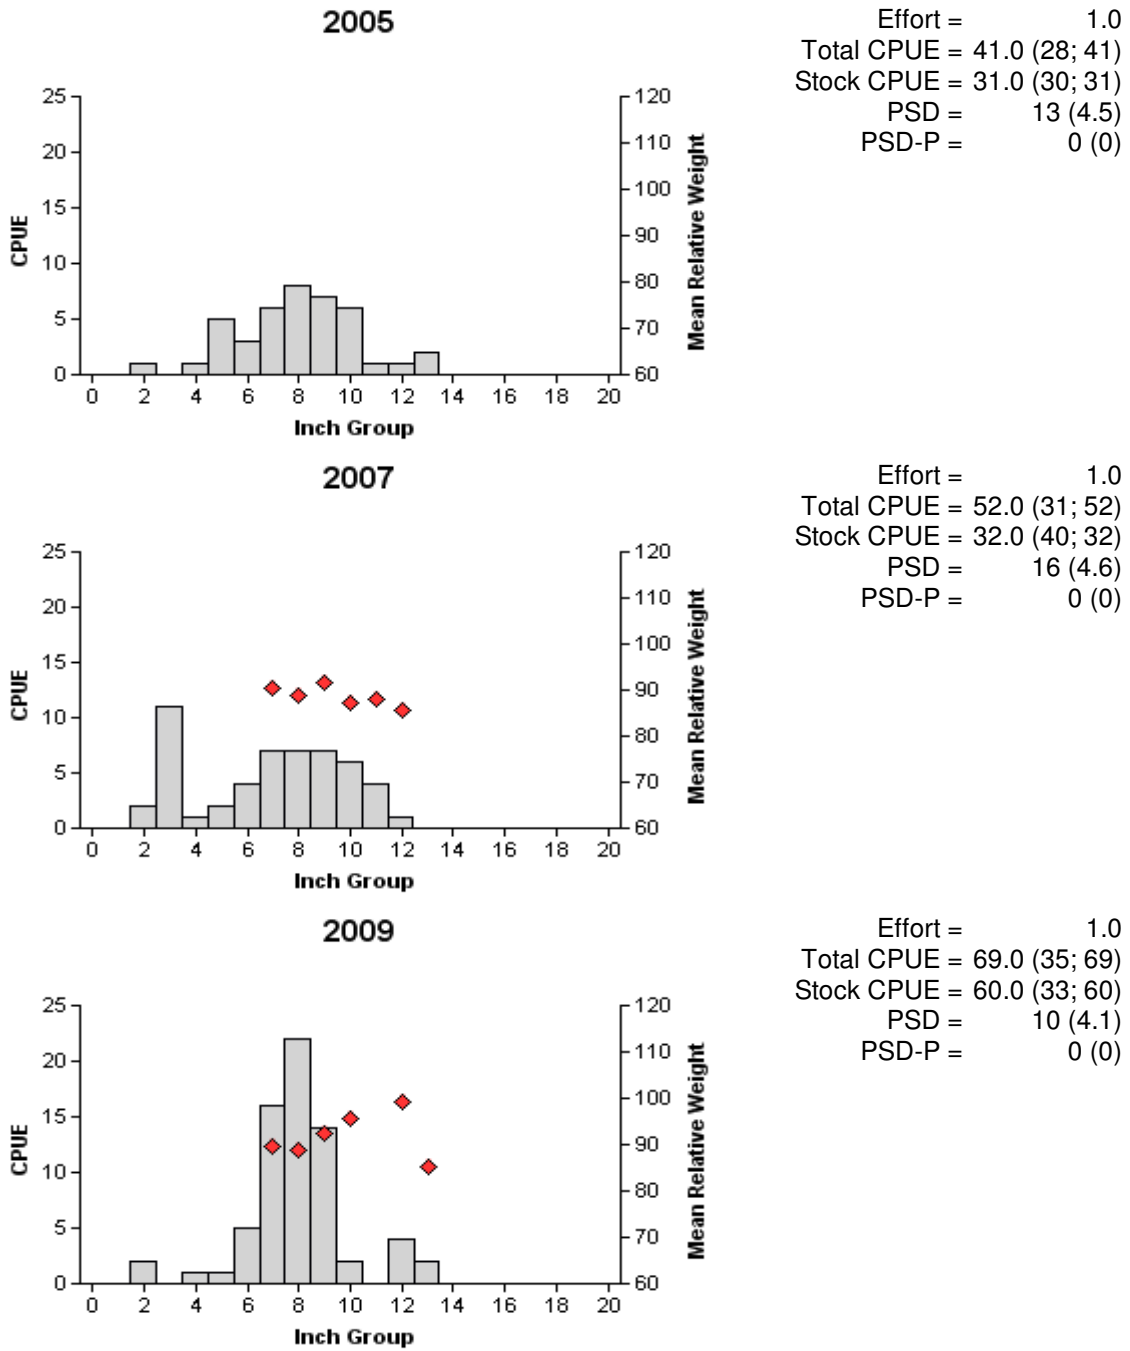 2005
Effort = 1.0
Total CPUE = 41.0 (28; 41)
Stock CPUE = 31.0 (30; 31)
PSD = 13 (4.5)
PSD-P = 0 (0)
25
20
15
10
5
0
CPUE
120
110
100
90
80
70
60
Mean Relative Weight
0 2 4 6 8 10 12 14 16 18 20
Inch Group
2007
Effort = 1.0
Total CPUE = 52.0 (31; 52)
Stock CPUE = 32.0 (40; 32)
PSD = 16 (4.6)
PSD-P = 0 (0)
25
20
15
10
5
0
CPUE
120
110
100
90
80
70
60
Mean Relative Weight
0 2 4 6 8 10 12 14 16 18 20
Inch Group
2009
Effort = 1.0
Total CPUE = 69.0 (35; 69)
Stock CPUE = 60.0 (33; 60)
PSD = 10 (4.1)
PSD-P = 0 (0)
25
20
15
10
5
0
CPUE
120
110
100
90
80
70
60
Mean Relative Weight
0 2 4 6 8 10 12 14 16 18 20
Inch Group